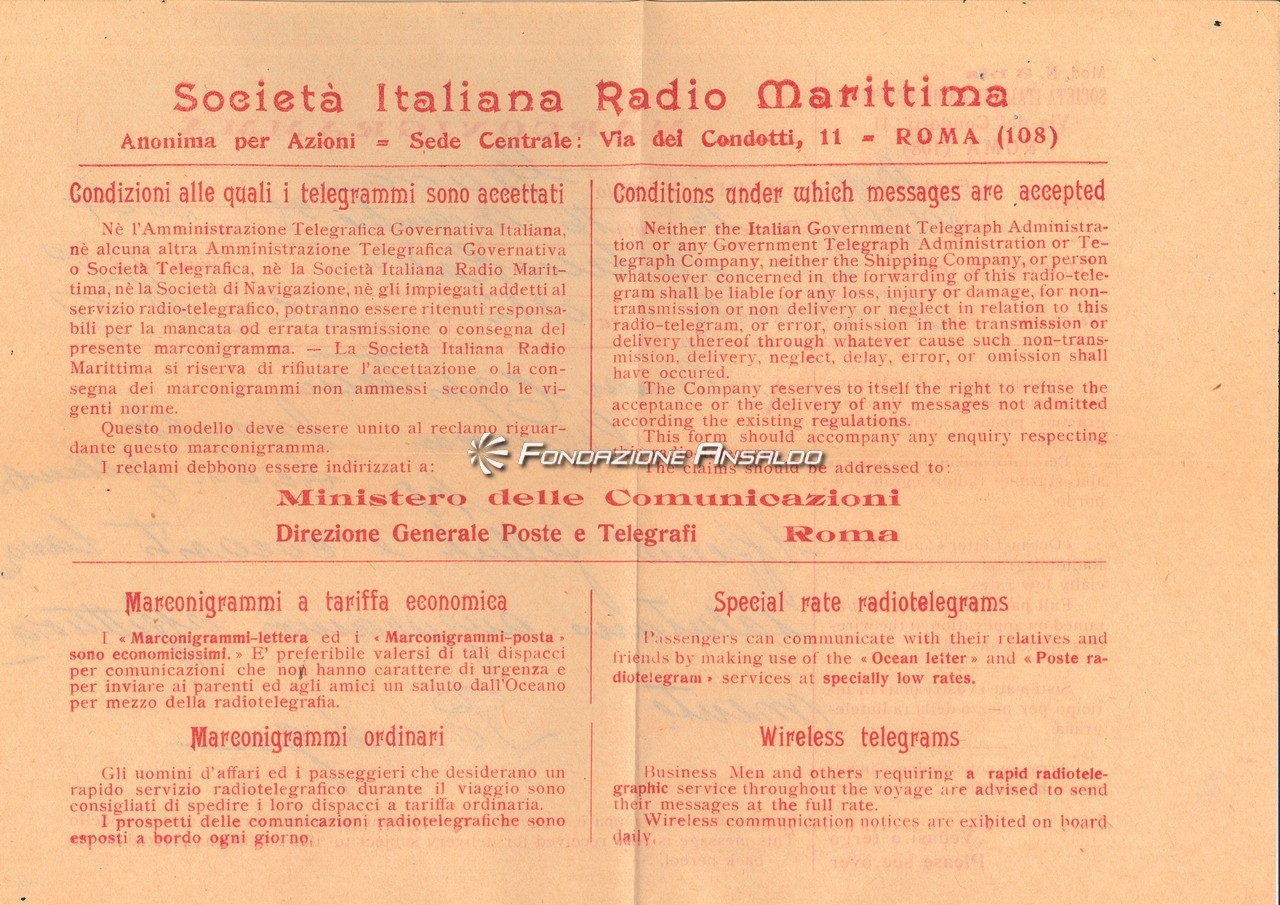 Società Italiana Radio Marittima
Anonima per Azioni = Sede Centrale: Via dei Condotti, 11 = ROMA (108)
Condizioni alle quali i telegrammi sono accettati
Nè l'Amministrazione Telegrafica Governativa Italiana,
nè alcuna altra Amministrazione Telegrafica Governativa
o Società Telegrafica, nè la Società Italiana Radio Marit-
tima, nè la Società di Navigazione, nè gli impiegati addetti al
servizio radio-telegrafico, potranno essere ritenuti responsa-
bili per la mancata od errata trasmissione o consegna del
presente marconigramma. — La Società Italiana Radio
Marittima si riserva di rifiutare l'accettazione o la con-
segna dei marconigrammi non ammessi secondo le vi-
genti norme.
Questo modello deve essere unito al reclamo riguar-
dante questo marconigramma.
I reclami debbono essere indirizzati a:
Conditions under which messages are accepted
Neither the Italian Government Telegraph Administra-
tion or any Government Telegraph Administration or Te-
legraph Company, neither the Shipping Company, or person
whatsoever concerned in the forwarding of this radio-tele-
gram shall be liable for any loss, injury or damage, for non-
transmission or non delivery or neglect in relation to this
radio-telegram, or error, omission in the transmission or
delivery thereof through whatever cause such non-trans-
mission, delivery, neglect, delay, error, or omission shall
have occured.
The Company reserves to itself the right to refuse the
acceptance or the delivery of any messages not admitted
according the existing regulations.
This form should accompany any enquiry respecting
The claims should be addressed to:
FONDAZIONE ANSALDO
Ministero delle Comunicazioni
Direzione Generale Poste e Telegrafi Roma
Marconigrammi a tariffa economica
I « Marconigrammi-lettera ed i « Marconigrammi-posta »
sono economicissimi. » E' preferibile valersi di tali dispacci
per comunicazioni che non hanno carattere di urgenza e
per inviare ai parenti ed agli amici un saluto dall'Oceano
per mezzo della radiotelegrafia.
Special rate radiotelegrams
Passengers can communicate with their relatives and
friends by making use of the « Ocean letter » and « Poste ra-
diotelegram » services at specially low rates.
Marconigrammi ordinari
Gli uomini d'affari ed i passeggieri che desiderano un
rapido servizio radiotelegrafico durante il viaggio sono
consigliati di spedire i loro dispacci a tariffa ordinaria.
I prospetti delle comunicazioni radiotelegrafiche sono
esposti a bordo ogni giorno.
Wireless telegrams
Business Men and others requiring a rapid radiotele-
graphic service throughout the voyage are advised to send
their messages at the full rate.
Wireless communication notices are exibited on board
daily.